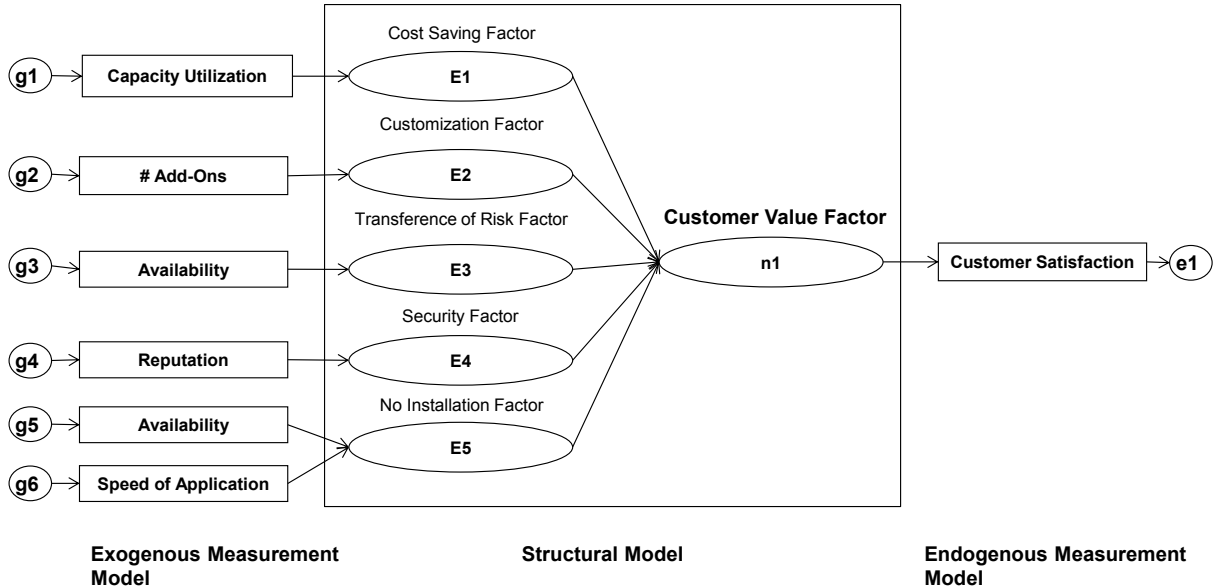 Cost Saving Factor
g1
Capacity Utilization
E1
Customization Factor
g2
# Add-Ons
E2
Transference of Risk Factor
Customer Value Factor
g3
Availability
E3
n1
Customer Satisfaction
e1
Security Factor
g4
Reputation
E4
No Installation Factor
g5
Availability
E5
g6
Speed of Application
Exogenous Measurement
Model
Structural Model
Endogenous Measurement
Model